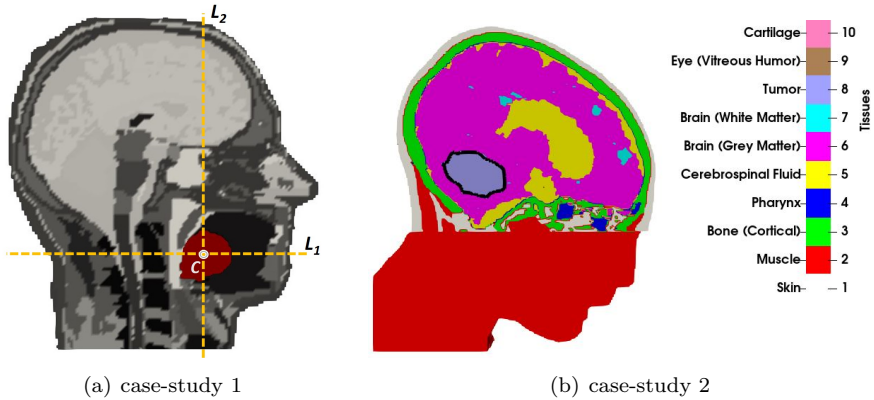 L2
L1
C
Cartilage 10
Eye (Vitreous Humor) 9
Tumor 8
Brain (White Matter) 7
Brain (Grey Matter) 6
Cerebrospinal Fluid 5
Pharynx 4
Bone (Cortical) 3
Muscle 2
Skin 1
Tissues
(a) case-study 1
(b) case-study 2